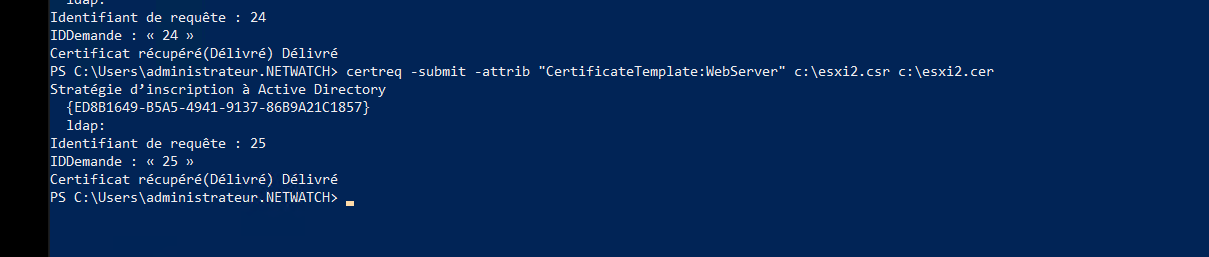 ldap:
Identifiant de requête : 24
IDDemande : « 24 »
Certificat récupéré(Délivré) Délivré
PS C:\Users\administrateur.NETWATCH> certreq -submit -attrib "CertificateTemplate:WebServer" c:\esxi2.csr c:\esxi2.cer
Stratégie d’inscription à Active Directory
  {ED8B1649-B5A5-4941-9137-86B9A21C1857}
  ldap:
Identifiant de requête : 25
IDDemande : « 25 »
Certificat récupéré(Délivré) Délivré
PS C:\Users\administrateur.NETWATCH>